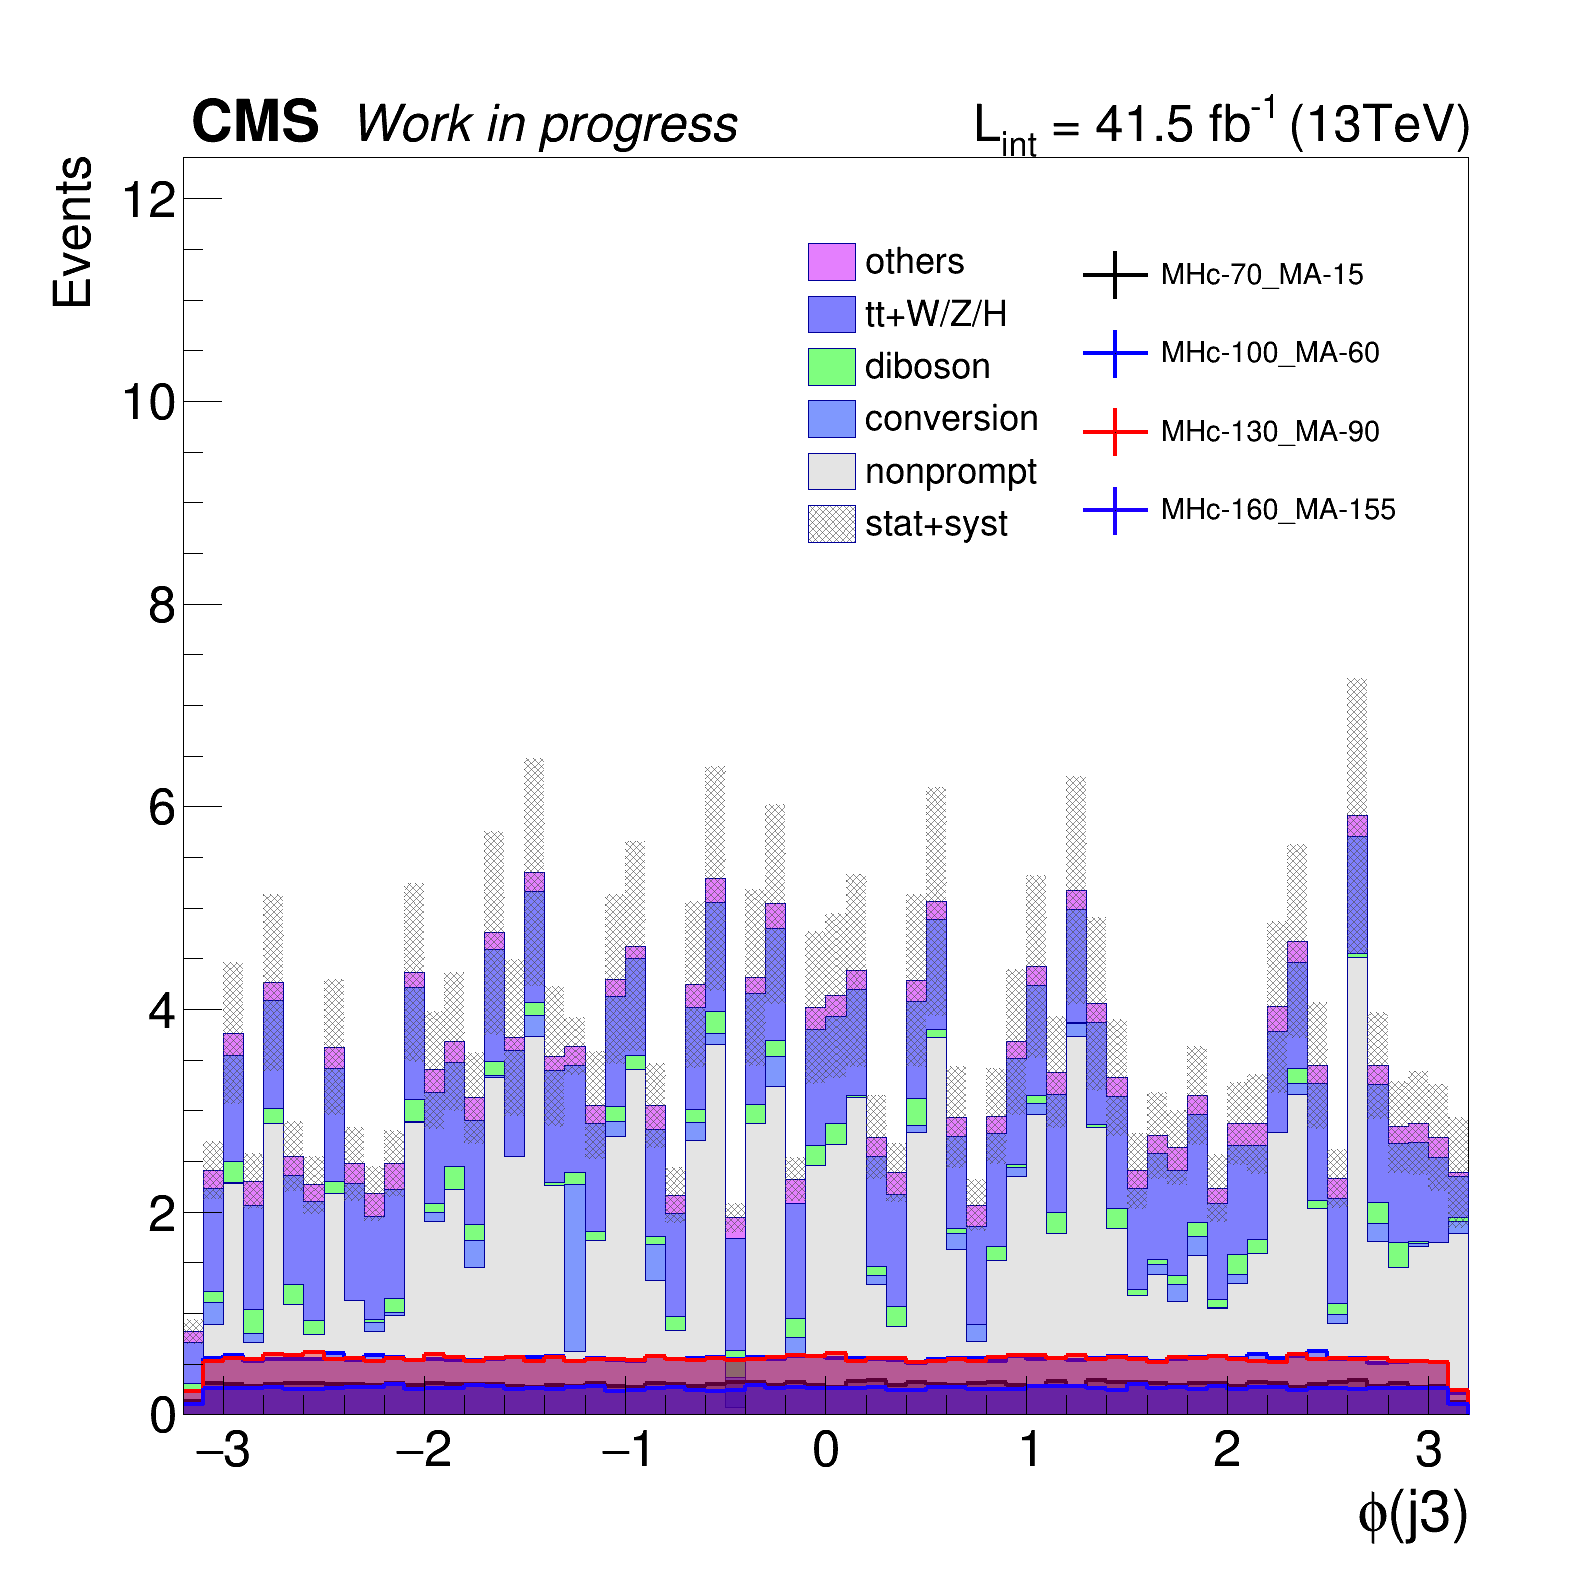 CMS Work in progress L_int = 41.5 fb^-1 (13TeV)
Events
12
10
8
6
4
2
0
others
tt+W/Z/H
diboson
conversion
nonprompt
stat+syst
MHc-70_MA-15
MHc-100_MA-60
MHc-130_MA-90
MHc-160_MA-155
−3 −2 −1 0 1 2 3
ϕ(j3)